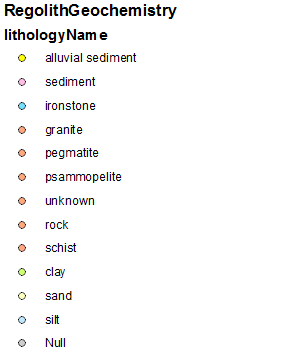 RegolithGeochemistry
lithologyName
alluvial sediment
sediment
ironstone
granite
pegmatite
psammopelite
unknown
rock
schist
clay
sand
silt
Null